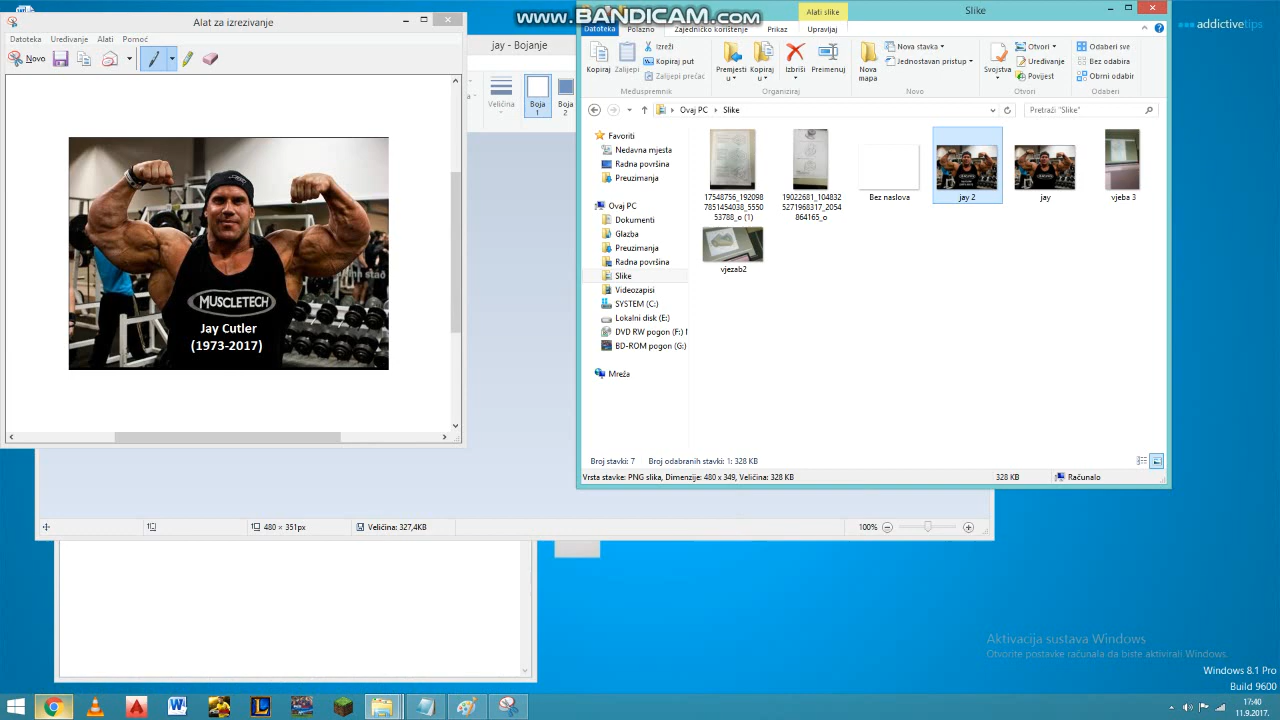 www.BANDICAM.com
addictivetips
Alat za izrezivanje
Datoteka Uređivanje Alati Pomoć
Novo
MUSCLETECH
Jay Cutler
(1973-2017)
jay - Bojanje
Veličina
Boja
1
Boja
2
480 × 351px
Veličina: 327,4KB
100%
Alati slike
Slike
Datoteka Polazno Zajedničko korištenje Prikaz Upravljaj
Kopiraj
Zalijepi
Izreži
Kopiraj put
Zalijepi prečac
Međuspremnik
Premjesti
u
Kopiraj
u
Izbriši
Preimenuj
Organiziraj
Nova
mapa
Nova stavka
Jednostavan pristup
Novo
Svojstva
Otvori
Uređivanje
Povijest
Otvori
Odaberi sve
Bez odabira
Obrni odabir
Odaberi
Ovaj PC
Slike
Pretraži "Slike"
Favoriti
Nedavna mjesta
Radna površina
Preuzimanja
Ovaj PC
Dokumenti
Glazba
Preuzimanja
Radna površina
Slike
Videozapisi
SYSTEM (C:)
Lokalni disk (E:)
DVD RW pogon (F:)
BD-ROM pogon (G:)
Mreža
17548756_192098
7851454038_5550
53788_o (1)
19022681_104832
5271968317_2054
864165_o
Bez naslova
jay 2
jay
vjeba 3
vjezab2
Broj stavki: 7 Broj odabranih stavki: 1: 328 KB
Vrsta stavke: PNG slika, Dimenzije: 480 x 349, Veličina: 328 KB
328 KB
Računalo
Aktivacija sustava Windows
Otvorite postavke računala da biste aktivirali Windows.
Windows 8.1 Pro
Build 9600
17:40
11.9.2017.